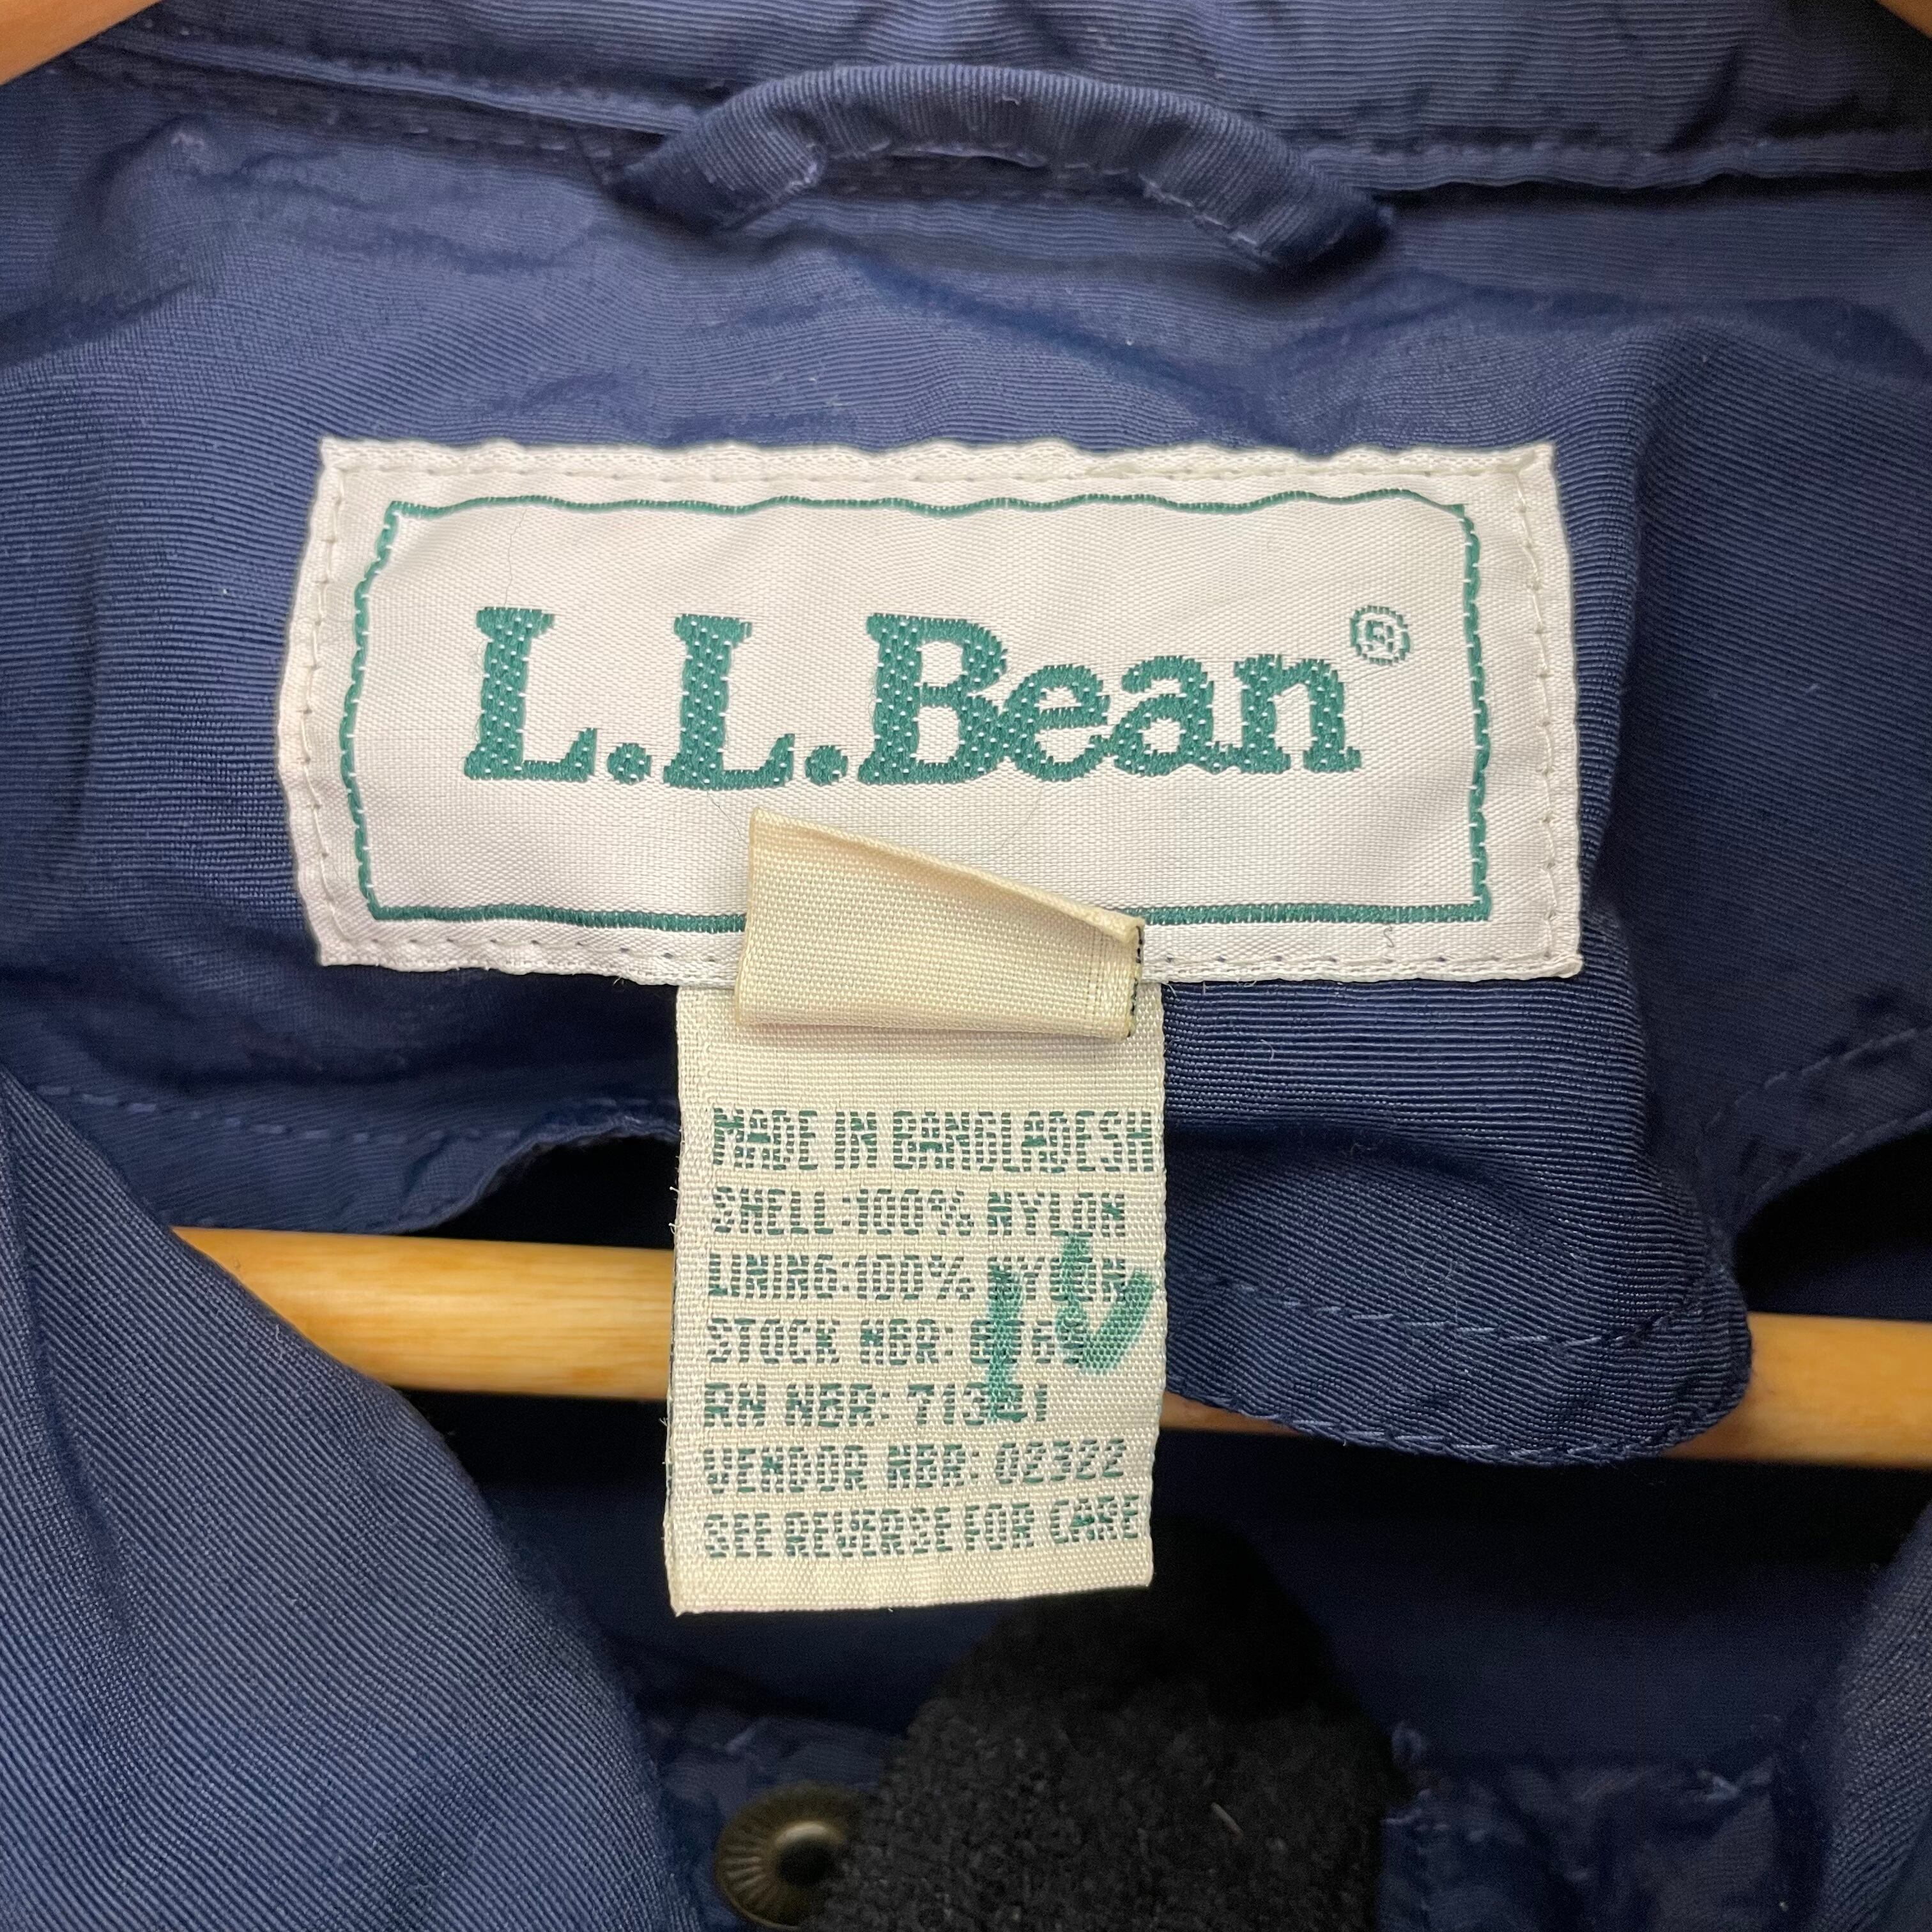 L.L.Bean®
MADE IN BANGLADESH
SHELL:100% NYLON
LINING:100% NYLON
STOCK NBR:
RN NBR: 71341
VENDOR NBR: 02322
SEE REVERSE FOR CARE